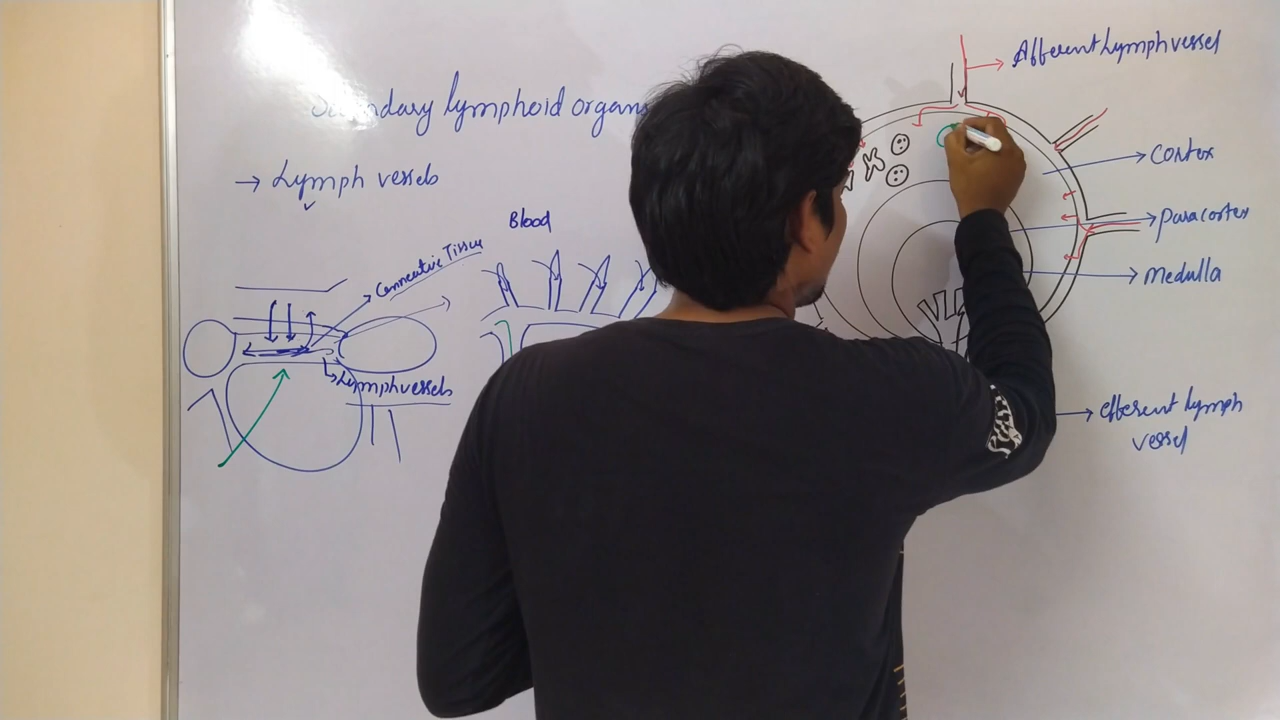 Secondary lymphoid organs
→ Lymph vessels
Blood
Connective Tissue
Lymph vessels
Afferent Lymph vessel
Cortex
Paracortex
Medulla
efferent lymph
vessel